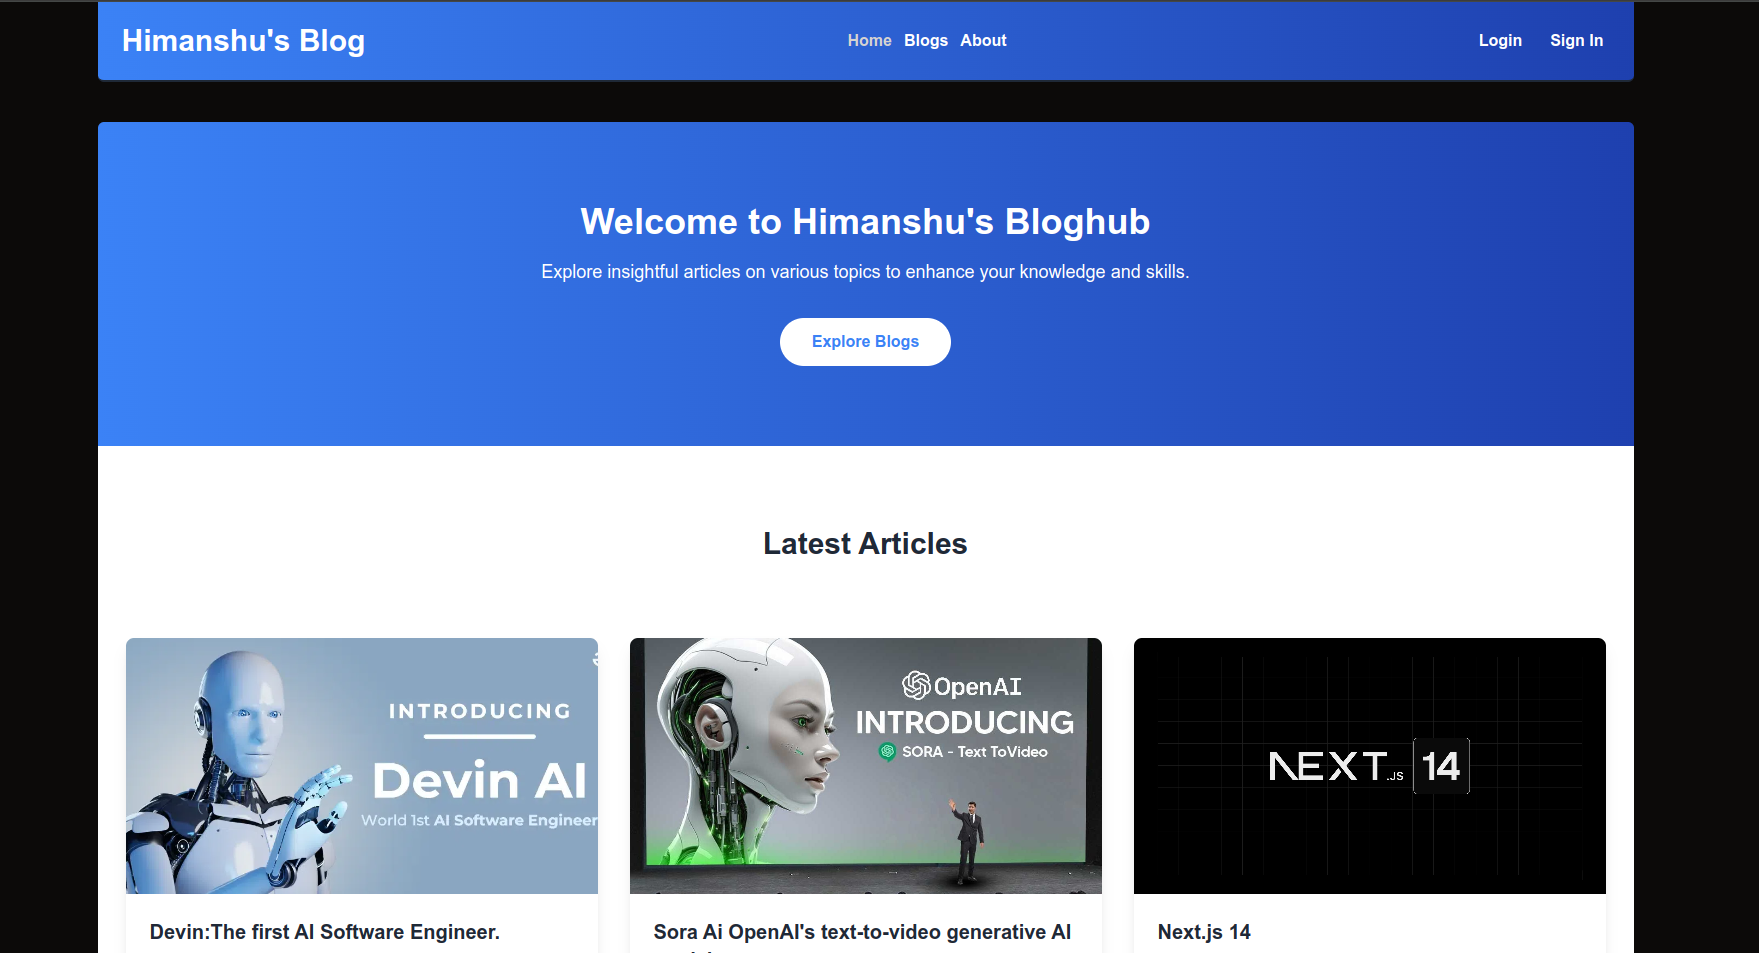 Himanshu's Blog
Home Blogs About
Login Sign In
Welcome to Himanshu's Bloghub
Explore insightful articles on various topics to enhance your knowledge and skills.
Explore Blogs
Latest Articles
INTRODUCING
Devin AI
World 1st AI Software Engineer
OpenAI
INTRODUCING
SORA - Text ToVideo
NEXT.JS 14
Devin:The first AI Software Engineer.
Sora Ai OpenAI's text-to-video generative AI
Next.js 14